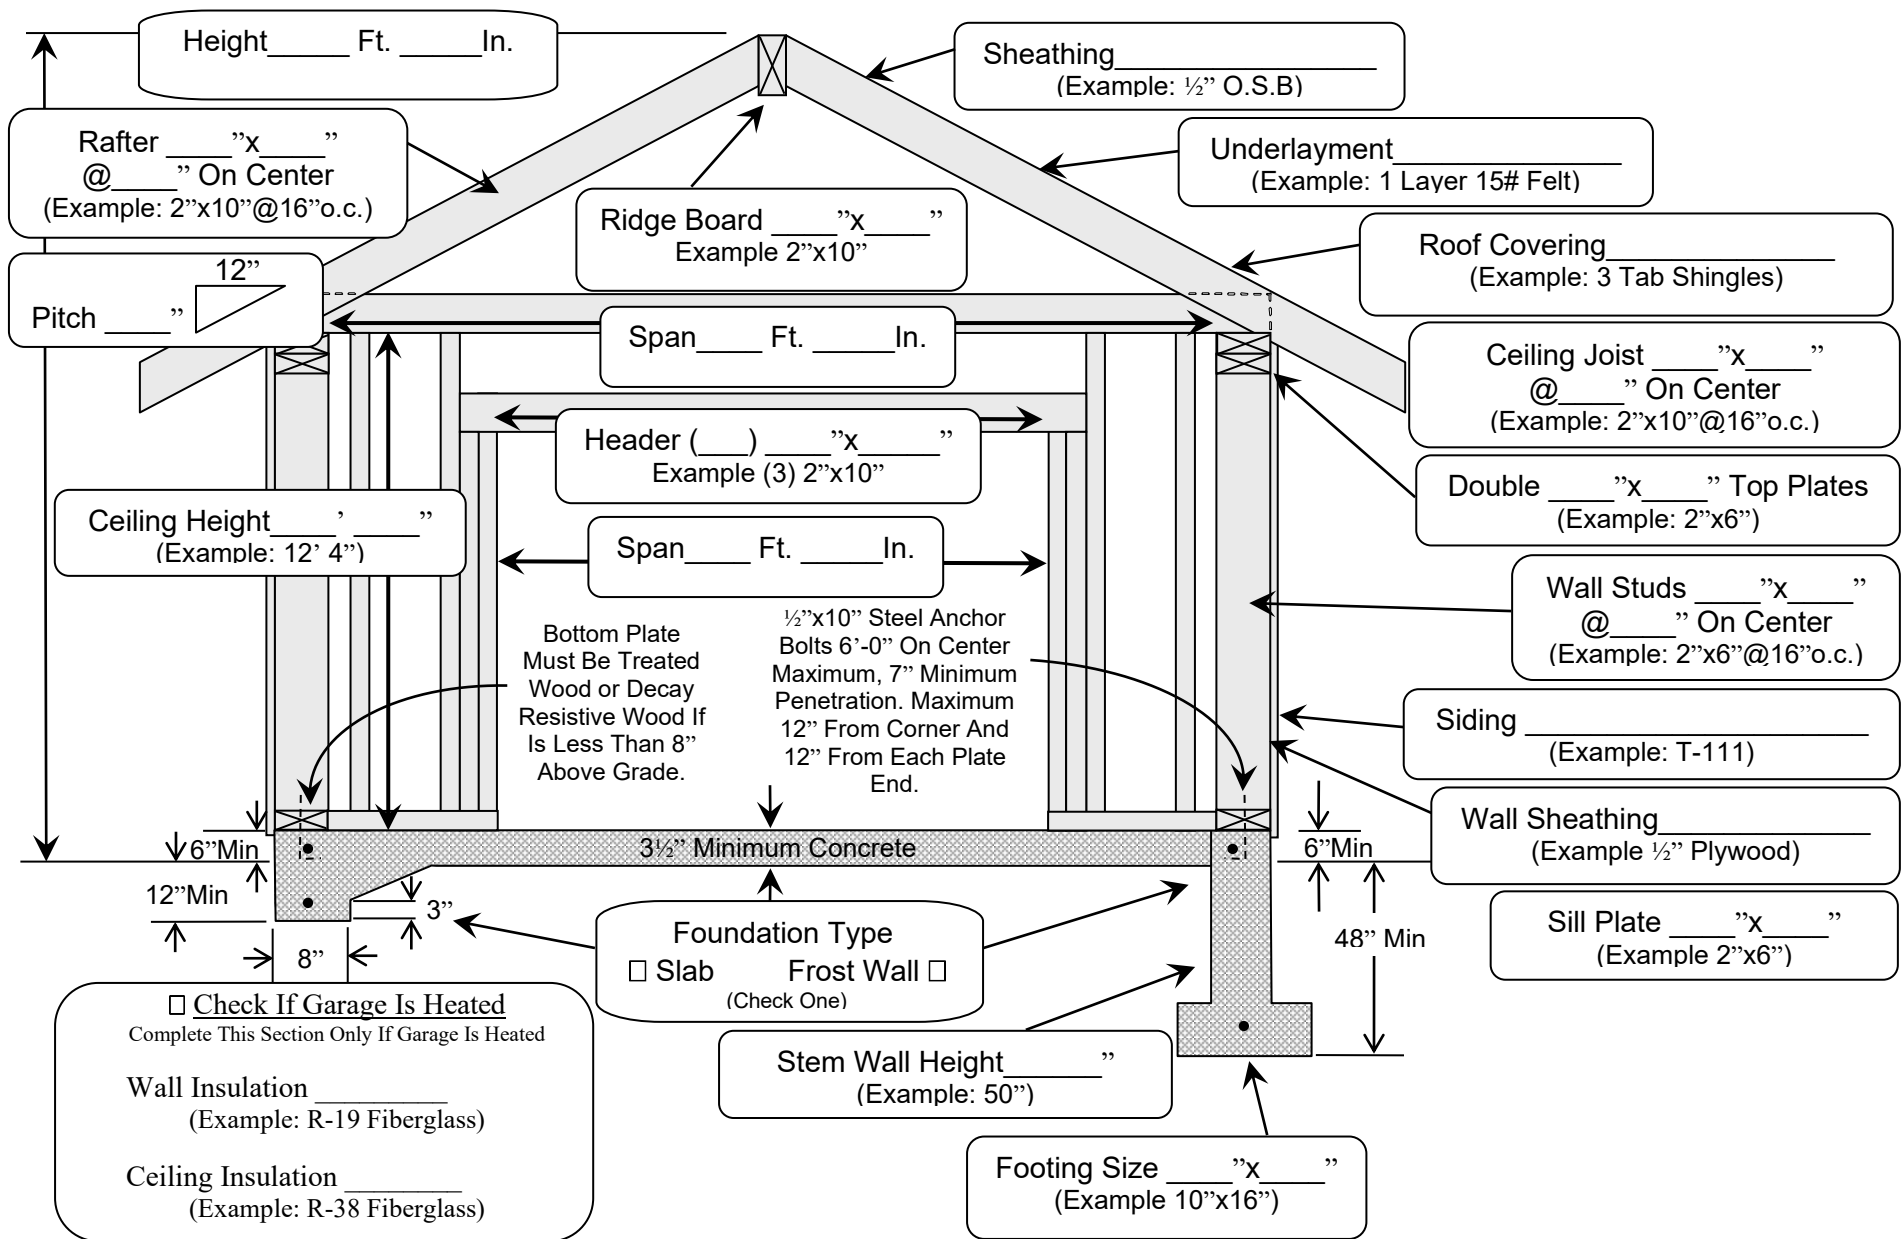 Height_____ Ft. _____In.
Sheathing________________
(Example: ½” O.S.B)
Rafter ____”x____”
@____” On Center
(Example: 2”x10”@16”o.c.)
Underlayment______________
(Example: 1 Layer 15# Felt)
Ridge Board ____”x____”
Example 2”x10”
Roof Covering______________
(Example: 3 Tab Shingles)
12”
Pitch ____”
Span____ Ft. _____In.
Ceiling Joist ____”x____”
@____” On Center
(Example: 2”x10”@16”o.c.)
Header (___) ____”x_____”
Example (3) 2”x10”
Double ____”x____” Top Plates
(Example: 2”x6”)
Ceiling Height____’ ____”
(Example: 12’ 4”)
Span____ Ft. _____In.
Wall Studs ____”x____”
@____” On Center
(Example: 2”x6”@16”o.c.)
Bottom Plate
Must Be Treated
Wood or Decay
Resistive Wood If
Is Less Than 8”
Above Grade.
½”x10” Steel Anchor
Bolts 6’-0” On Center
Maximum, 7” Minimum
Penetration. Maximum
12” From Corner And
12” From Each Plate
End.
Siding _____________________
(Example: T-111)
Wall Sheathing_____________
(Example ½” Plywood)
6”Min
3½” Minimum Concrete
6”Min
12”Min
3”
8”
48” Min
Foundation Type
□ Slab Frost Wall □
(Check One)
Sill Plate ____”x____”
(Example 2”x6”)
□ Check If Garage Is Heated
Complete This Section Only If Garage Is Heated
Wall Insulation _________
(Example: R-19 Fiberglass)
Ceiling Insulation ________
(Example: R-38 Fiberglass)
Stem Wall Height______”
(Example: 50”)
Footing Size ____”x____”
(Example 10”x16”)